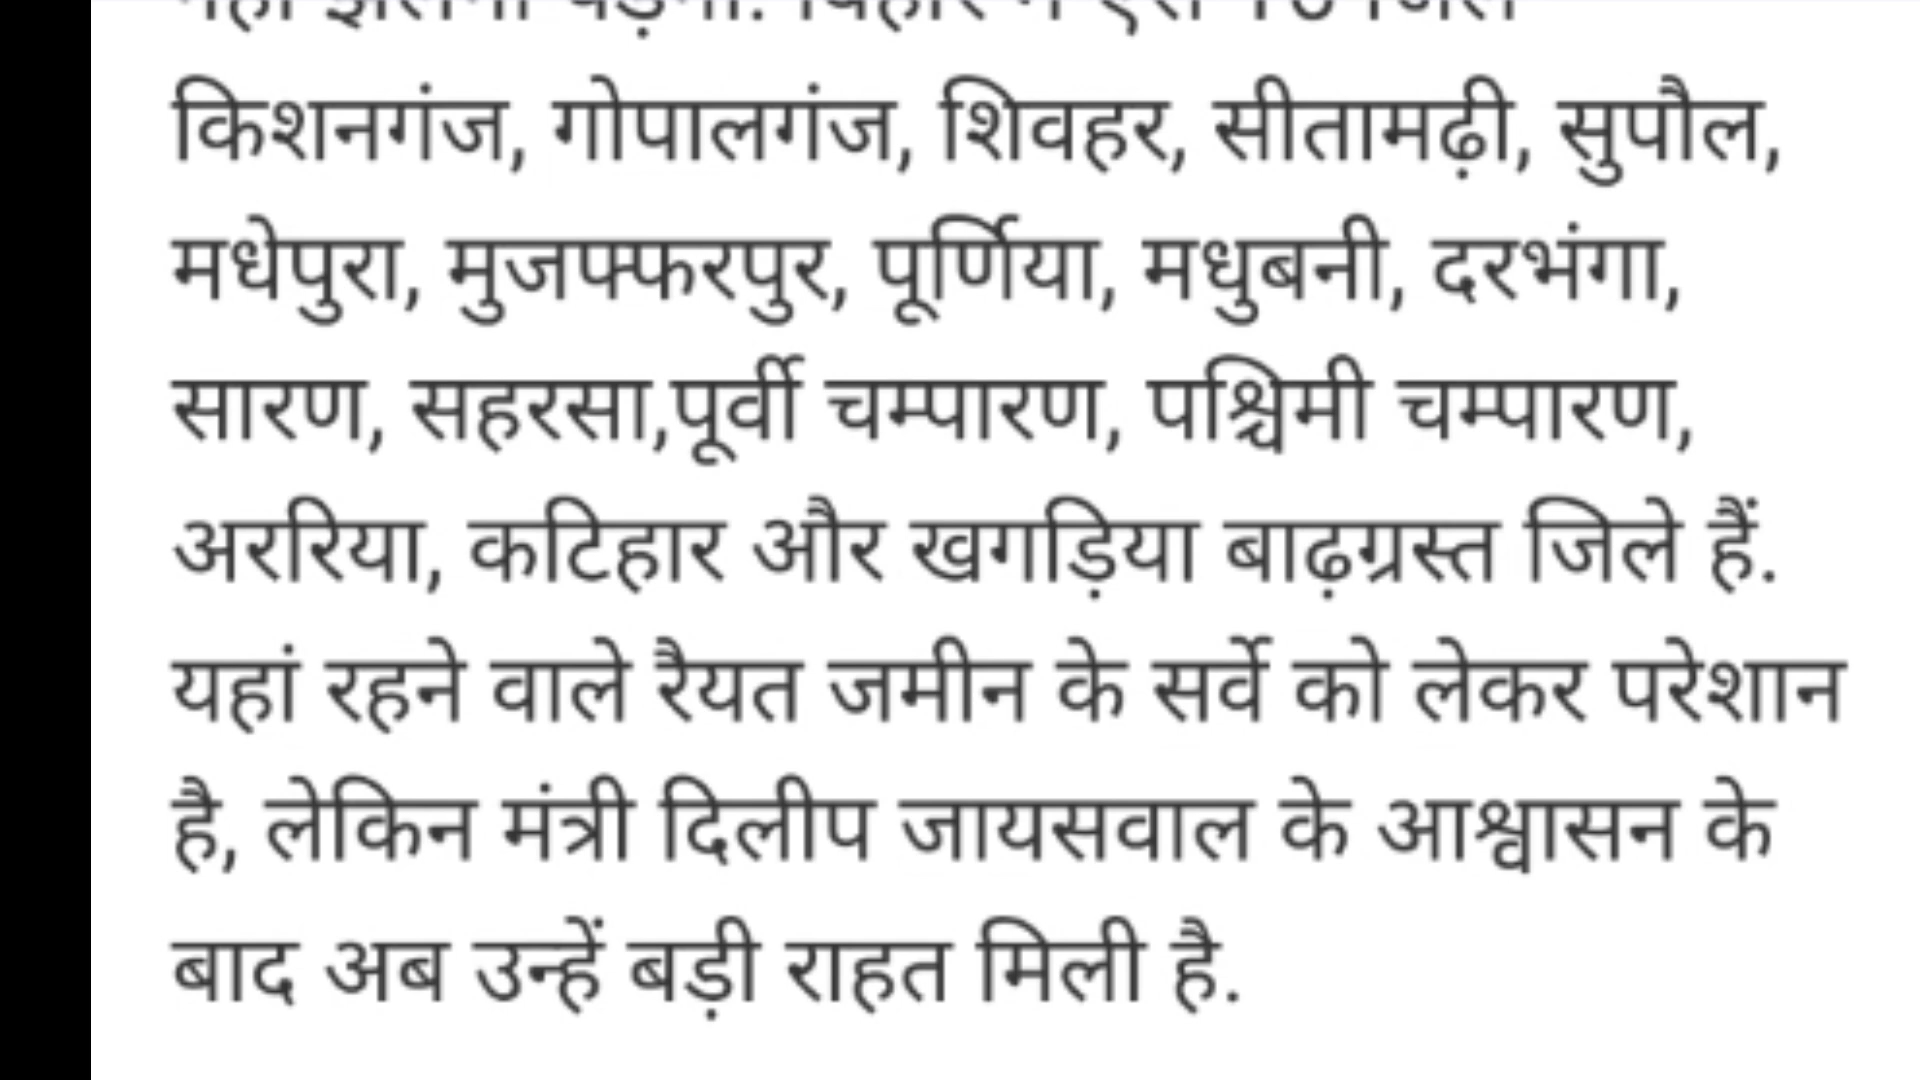 किशनगंज, गोपालगंज, शिवहर, सीतामढ़ी, सुपौल,
मधेपुरा, मुजफ्फरपुर, पूर्णिया, मधुबनी, दरभंगा,
सारण, सहरसा,पूर्वी चम्पारण, पश्चिमी चम्पारण,
अररिया, कटिहार और खगड़िया बाढ़ग्रस्त जिले हैं.
यहां रहने वाले रैयत जमीन के सर्वे को लेकर परेशान
है, लेकिन मंत्री दिलीप जायसवाल के आश्वासन के
बाद अब उन्हें बड़ी राहत मिली है.